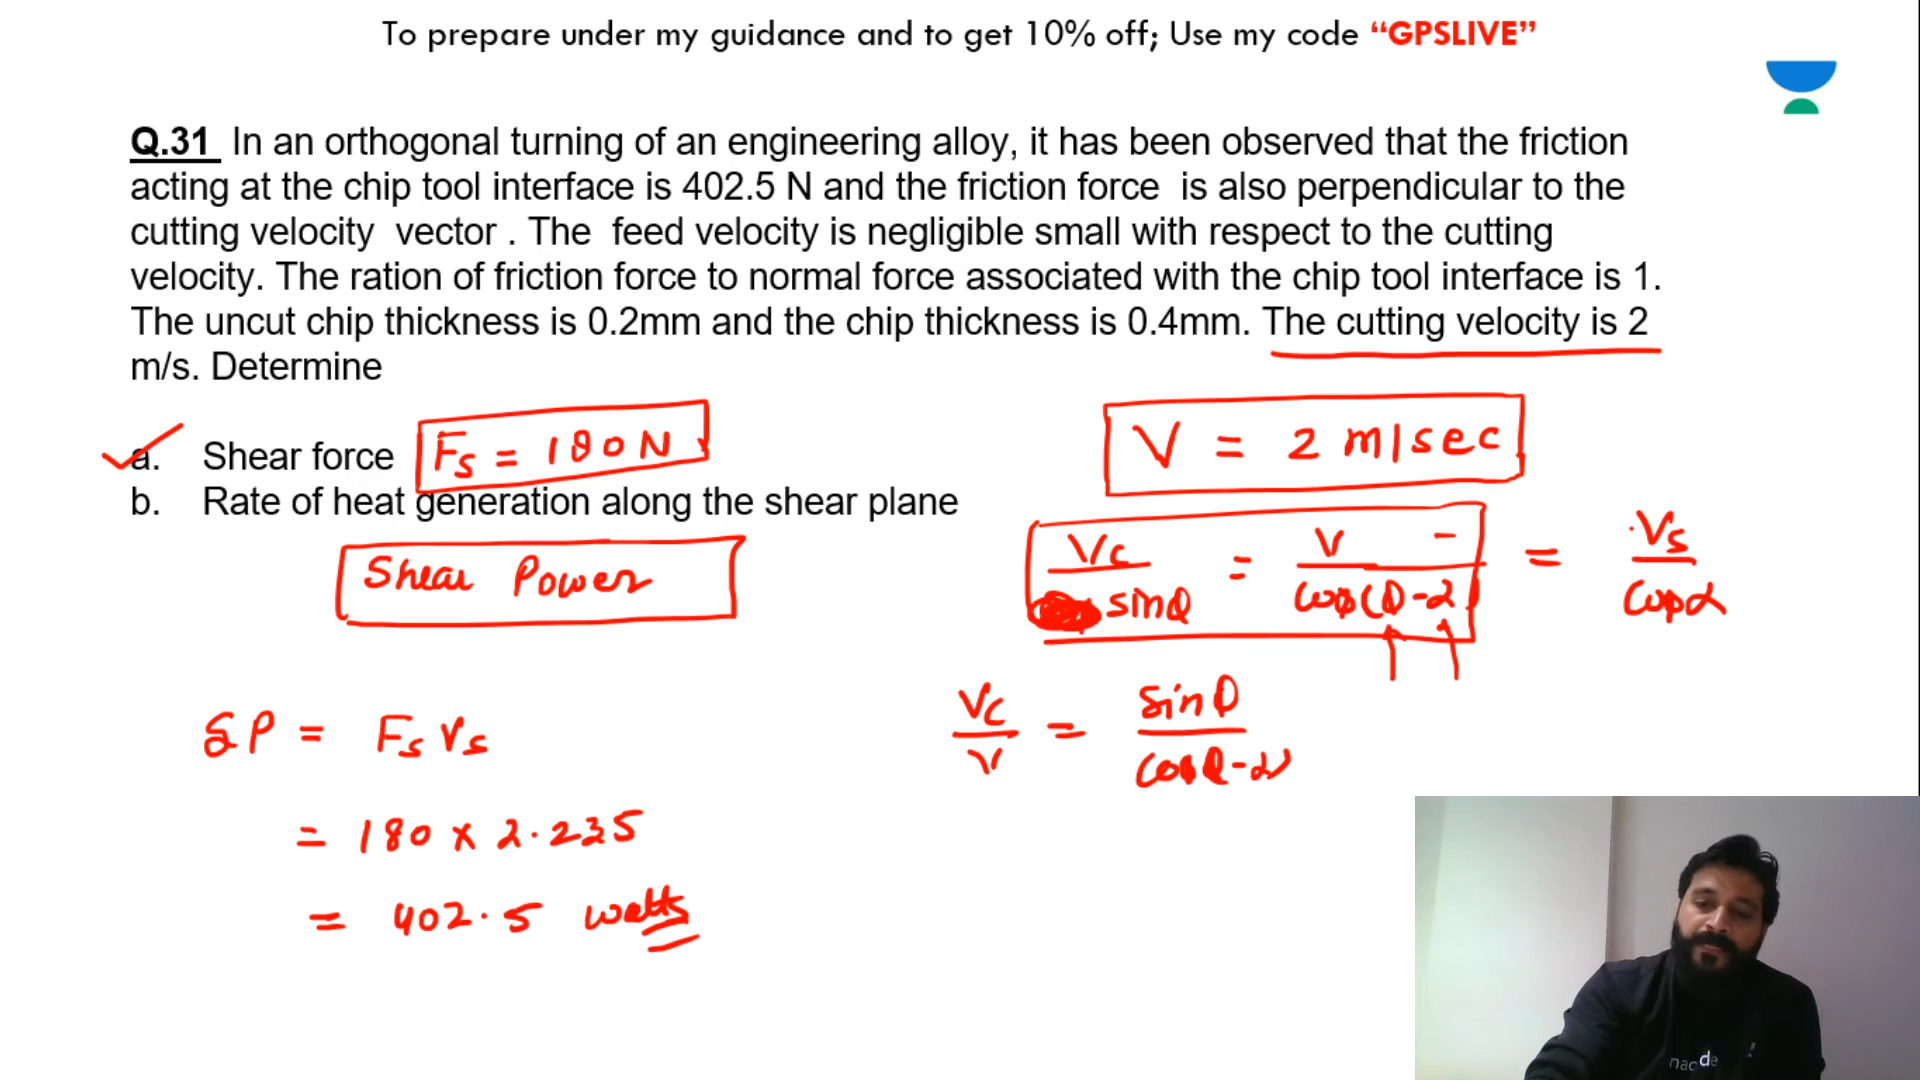 To prepare under my guidance and to get 10% off; Use my code “GPSLIVE”
Q.31 In an orthogonal turning of an engineering alloy, it has been observed that the friction
acting at the chip tool interface is 402.5 N and the friction force is also perpendicular to the
cutting velocity vector . The feed velocity is negligible small with respect to the cutting
velocity. The ration of friction force to normal force associated with the chip tool interface is 1.
The uncut chip thickness is 0.2mm and the chip thickness is 0.4mm. The cutting velocity is 2
m/s. Determine
a. Shear force Fs = 180 N
b. Rate of heat generation along the shear plane
Shear Power
V = 2 m/sec
Vc/sinφ = V/cos(φ-α) = Vs/cosα
Vc/V = sinφ/cos(φ-α)
SP = Fs Vs
= 180 x 2.235
= 402.5 watts
nacde